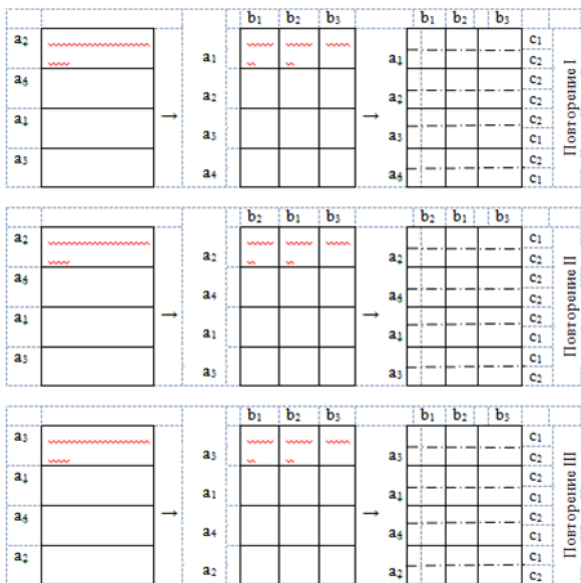 b₁ b₂ b₃ b₁ b₂ b₃
a₂ a₁ a₁ c₁
c₂
a₄ a₂ a₂ c₂
c₂
a₁ → a₃ → a₃ c₂
c₁
a₃ a₄ a₄ c₂
c₁
Повторение I
b₂ b₁ b₃ b₂ b₁ b₃
a₂ a₂ a₂ c₁
c₂
a₄ a₄ a₄ c₂
c₂
a₁ → a₁ → a₁ c₂
c₂
a₃ a₃ a₃ c₁
c₂
Повторение II
b₁ b₂ b₃ b₁ b₂ b₃
a₃ a₃ a₃ c₁
c₂
a₁ a₁ a₁ c₂
c₁
a₄ → a₄ → a₄ c₂
c₁
a₂ a₂ a₂ c₁
c₂
Повторение III